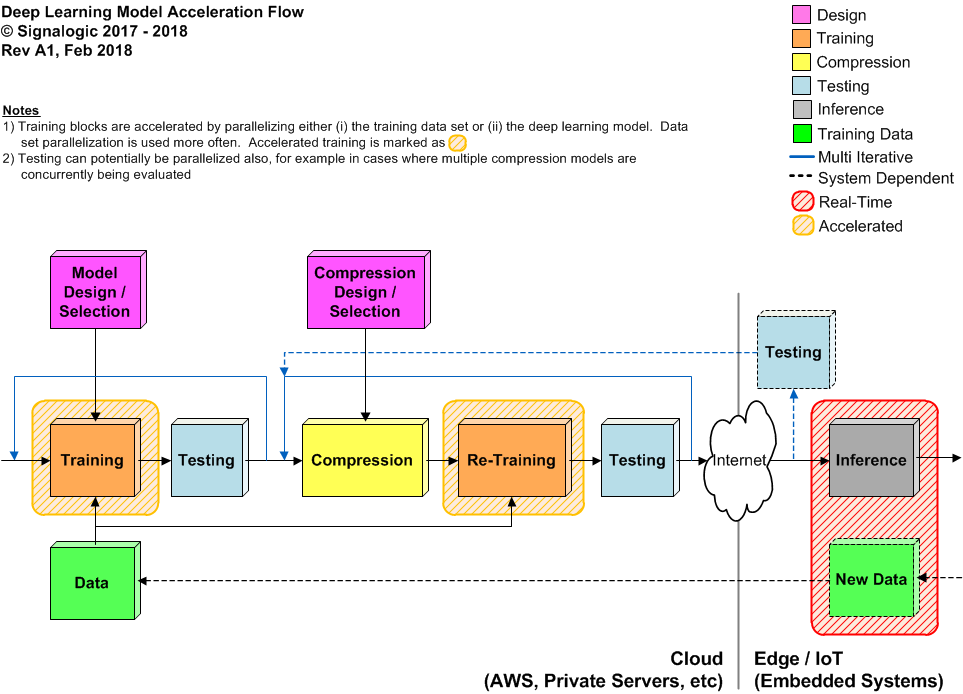 Deep Learning Model Acceleration Flow
© Signalogic 2017 - 2018
Rev A1, Feb 2018
Design
Training
Compression
Testing
Inference
Training Data
Multi Iterative
System Dependent
Real-Time
Accelerated
Notes
1) Training blocks are accelerated by parallelizing either (i) the training data set or (ii) the deep learning model.  Data
set parallelization is used more often.  Accelerated training is marked as
2) Testing can potentially be parallelized also, for example in cases where multiple compression models are
concurrently being evaluated
Model
Design /
Selection
Compression
Design /
Selection
Testing
Training
Testing
Compression
Re-Training
Testing
Internet
Inference
Data
New Data
Cloud
(AWS, Private Servers, etc)
Edge / IoT
(Embedded Systems)